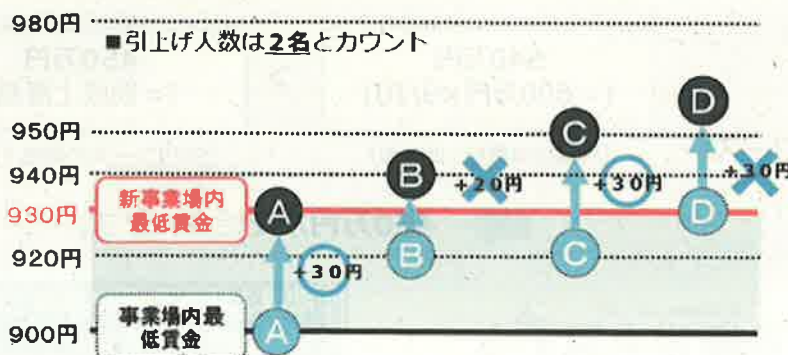 980円
■引上げ人数は2名とカウント
950円
940円
930円
920円
900円
新事業場内
最低賃金
事業場内最
低賃金
A
A
+30円
B
B
+20円
C
C
+30円
D
D
+30円